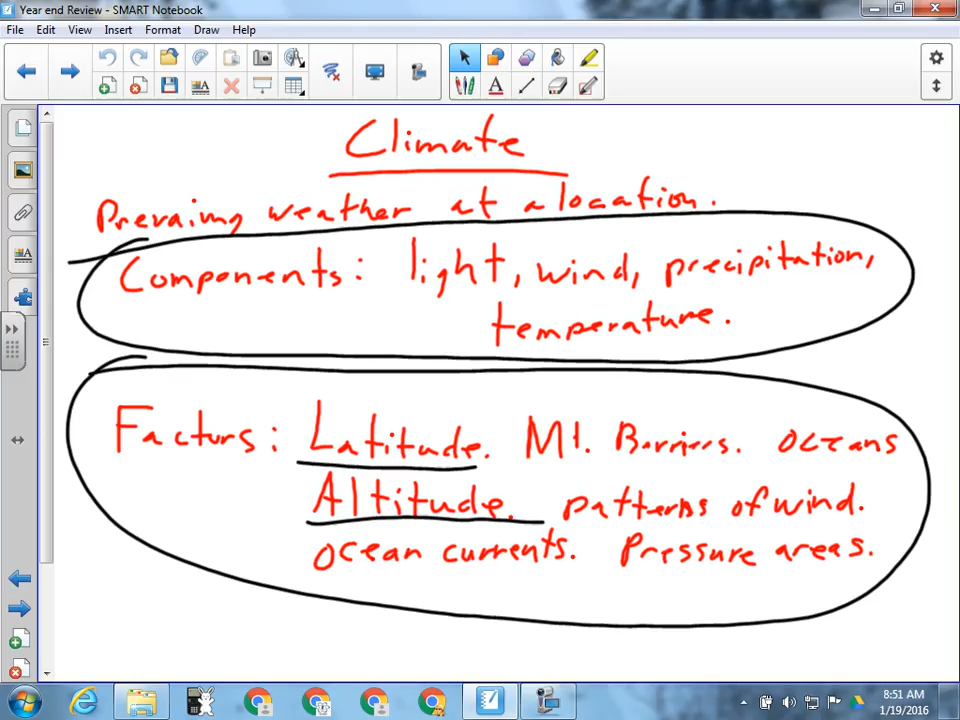 Year end Review - SMART Notebook
File Edit View Insert Format Draw Help
Climate
Prevaimg weather at a location.
Components: light, wind, precipitation,
temperature.
Factors: Latitude. Mt. Barriers. oceans
Altitude. patterns of wind.
ocean currents. Pressure areas.
8:51 AM
1/19/2016